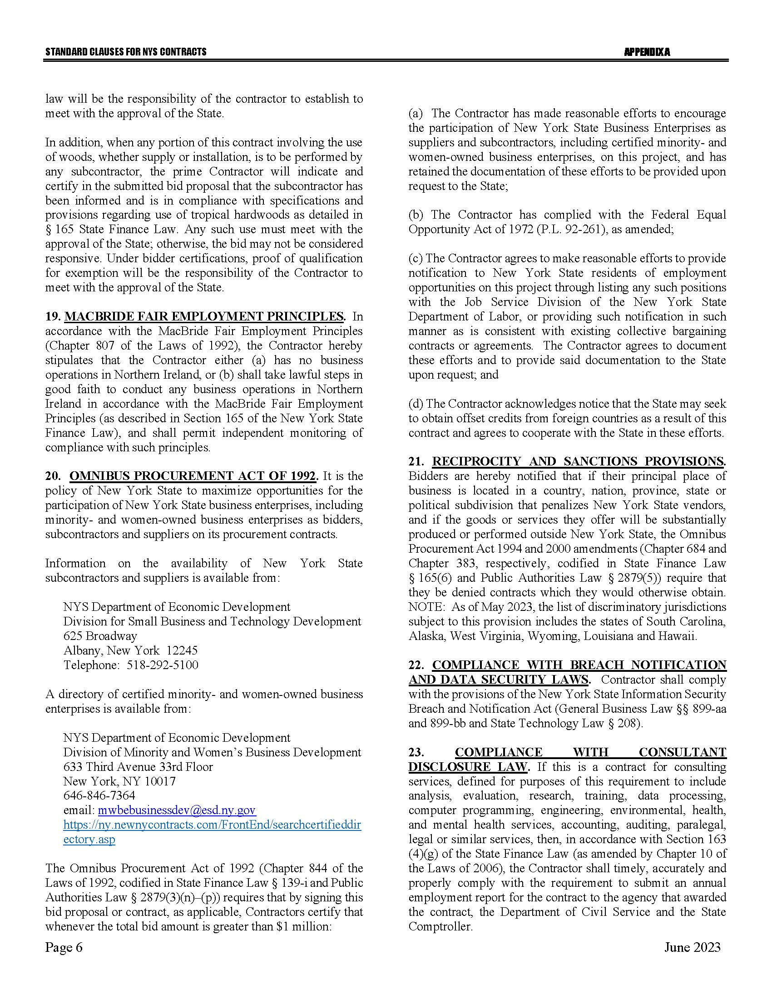 STANDARD CLAUSES FOR NYS CONTRACTS APPENDIX A
law will be the responsibility of the contractor to establish to
meet with the approval of the State.
In addition, when any portion of this contract involving the use
of woods, whether supply or installation, is to be performed by
any subcontractor, the prime Contractor will indicate and
certify in the submitted bid proposal that the subcontractor has
been informed and is in compliance with specifications and
provisions regarding use of tropical hardwoods as detailed in
§ 165 State Finance Law. Any such use must meet with the
approval of the State; otherwise, the bid may not be considered
responsive. Under bidder certifications, proof of qualification
for exemption will be the responsibility of the Contractor to
meet with the approval of the State.
19. MACBRIDE FAIR EMPLOYMENT PRINCIPLES. In
accordance with the MacBride Fair Employment Principles
(Chapter 807 of the Laws of 1992), the Contractor hereby
stipulates that the Contractor either (a) has no business
operations in Northern Ireland, or (b) shall take lawful steps in
good faith to conduct any business operations in Northern
Ireland in accordance with the MacBride Fair Employment
Principles (as described in Section 165 of the New York State
Finance Law), and shall permit independent monitoring of
compliance with such principles.
20. OMNIBUS PROCUREMENT ACT OF 1992. It is the
policy of New York State to maximize opportunities for the
participation of New York State business enterprises, including
minority- and women-owned business enterprises as bidders,
subcontractors and suppliers on its procurement contracts.
Information on the availability of New York State
subcontractors and suppliers is available from:
NYS Department of Economic Development
Division for Small Business and Technology Development
625 Broadway
Albany, New York 12245
Telephone: 518-292-5100
A directory of certified minority- and women-owned business
enterprises is available from:
NYS Department of Economic Development
Division of Minority and Women's Business Development
633 Third Avenue 33rd Floor
New York, NY 10017
646-846-7364
email: mwbebusinessdev@esd.ny.gov
https://ny.newnycontracts.com/FrontEnd/searchcertifieddir
ectory.asp
The Omnibus Procurement Act of 1992 (Chapter 844 of the
Laws of 1992, codified in State Finance Law § 139-i and Public
Authorities Law § 2879(3)(n)–(p)) requires that by signing this
bid proposal or contract, as applicable, Contractors certify that
whenever the total bid amount is greater than $1 million:
(a) The Contractor has made reasonable efforts to encourage
the participation of New York State Business Enterprises as
suppliers and subcontractors, including certified minority- and
women-owned business enterprises, on this project, and has
retained the documentation of these efforts to be provided upon
request to the State;
(b) The Contractor has complied with the Federal Equal
Opportunity Act of 1972 (P.L. 92-261), as amended;
(c) The Contractor agrees to make reasonable efforts to provide
notification to New York State residents of employment
opportunities on this project through listing any such positions
with the Job Service Division of the New York State
Department of Labor, or providing such notification in such
manner as is consistent with existing collective bargaining
contracts or agreements. The Contractor agrees to document
these efforts and to provide said documentation to the State
upon request; and
(d) The Contractor acknowledges notice that the State may seek
to obtain offset credits from foreign countries as a result of this
contract and agrees to cooperate with the State in these efforts.
21. RECIPROCITY AND SANCTIONS PROVISIONS.
Bidders are hereby notified that if their principal place of
business is located in a country, nation, province, state or
political subdivision that penalizes New York State vendors,
and if the goods or services they offer will be substantially
produced or performed outside New York State, the Omnibus
Procurement Act 1994 and 2000 amendments (Chapter 684 and
Chapter 383, respectively, codified in State Finance Law
§ 165(6) and Public Authorities Law § 2879(5)) require that
they be denied contracts which they would otherwise obtain.
NOTE: As of May 2023, the list of discriminatory jurisdictions
subject to this provision includes the states of South Carolina,
Alaska, West Virginia, Wyoming, Louisiana and Hawaii.
22. COMPLIANCE WITH BREACH NOTIFICATION
AND DATA SECURITY LAWS. Contractor shall comply
with the provisions of the New York State Information Security
Breach and Notification Act (General Business Law §§ 899-aa
and 899-bb and State Technology Law § 208).
23. COMPLIANCE WITH CONSULTANT
DISCLOSURE LAW. If this is a contract for consulting
services, defined for purposes of this requirement to include
analysis, evaluation, research, training, data processing,
computer programming, engineering, environmental, health,
and mental health services, accounting, auditing, paralegal,
legal or similar services, then, in accordance with Section 163
(4)(g) of the State Finance Law (as amended by Chapter 10 of
the Laws of 2006), the Contractor shall timely, accurately and
properly comply with the requirement to submit an annual
employment report for the contract to the agency that awarded
the contract, the Department of Civil Service and the State
Comptroller.
Page 6 June 2023